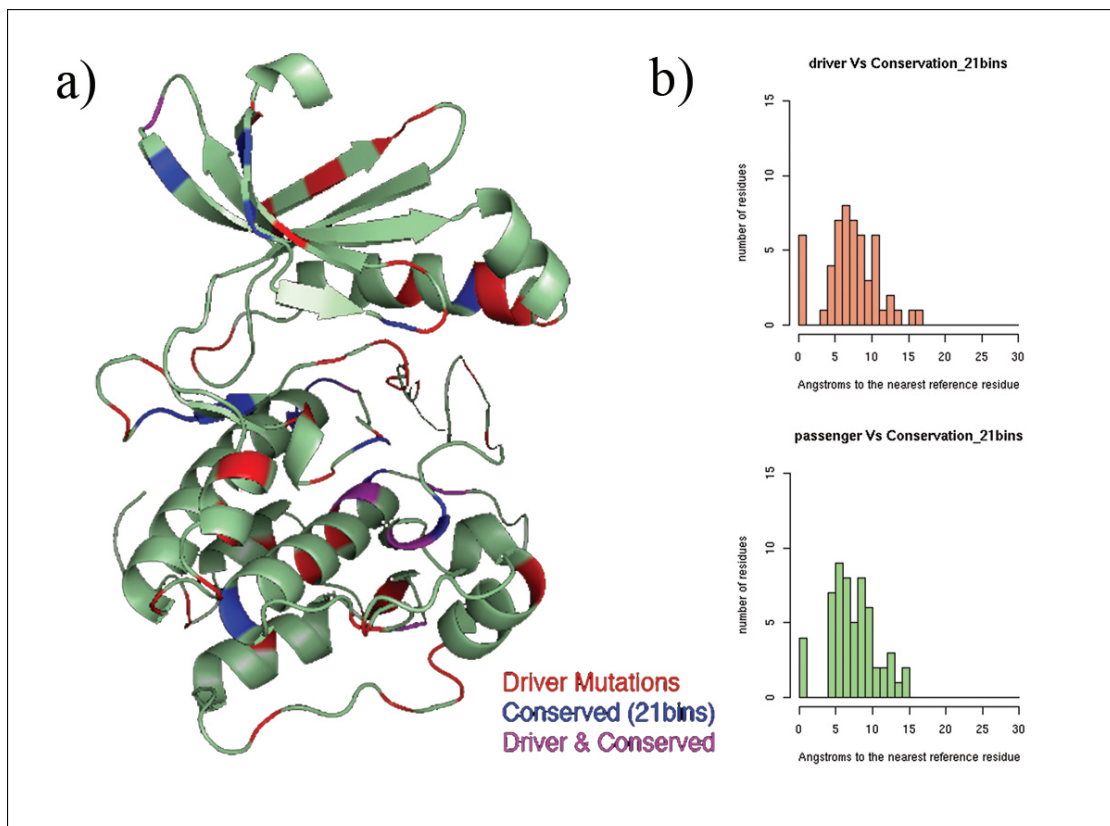 a)
Driver Mutations
Conserved (21bins)
Driver & Conserved
b)
driver Vs Conservation_21bins
number of residues
15
10
5
0
0 5 10 15 20 25 30
Angstroms to the nearest reference residue
passenger Vs Conservation_21bins
number of residues
15
10
5
0
0 5 10 15 20 25 30
Angstroms to the nearest reference residue